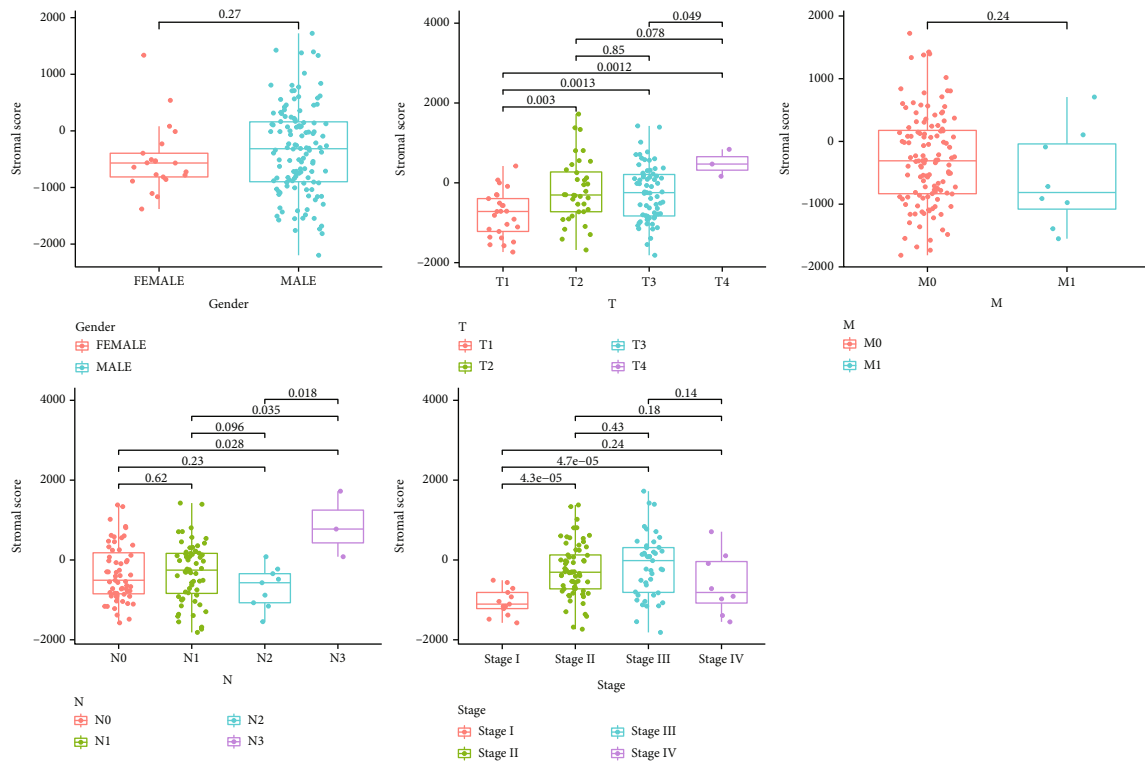 0.27
2000
1000
0
−1000
−2000
Stromal score
FEMALE
MALE
Gender
Gender
FEMALE
MALE
0.049
0.078
0.85
0.0012
0.0013
0.003
4000
2000
0
−2000
Stromal score
T1
T2
T3
T4
T
T
T1
T3
T2
T4
0.24
2000
1000
0
−1000
−2000
Stromal score
M0
M1
M
M
M0
M1
0.018
0.035
0.096
0.028
0.23
0.62
4000
2000
0
−2000
Stromal score
N0
N1
N2
N3
N
N
N0
N2
N1
N3
0.14
0.18
0.43
0.24
4.7e−05
4.3e−05
4000
2000
0
−2000
Stromal score
Stage I
Stage II
Stage III
Stage IV
Stage
Stage
Stage I
Stage III
Stage II
Stage IV